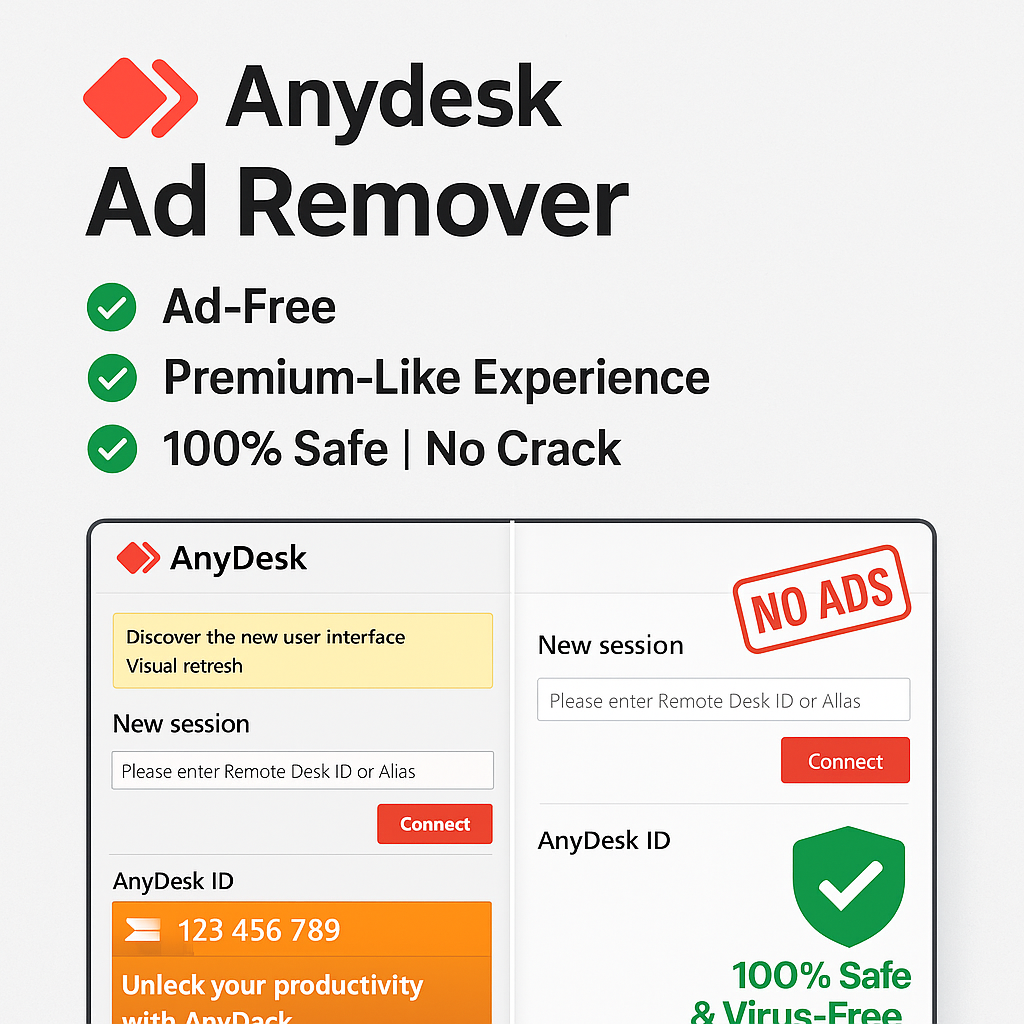 Anydesk
Ad Remover
Ad-Free
Premium-Like Experience
100% Safe | No Crack
AnyDesk
Discover the new user interface
Visual retresh
New session
Please enter Remote Desk ID or Alias
Connect
AnyDesk ID
123 456 789
Unleck your productivity
with AnyDack
NO ADS
New session
Please enter Remote Desk ID or Allas
Connect
AnyDesk ID
100% Safe
& Virus-Free